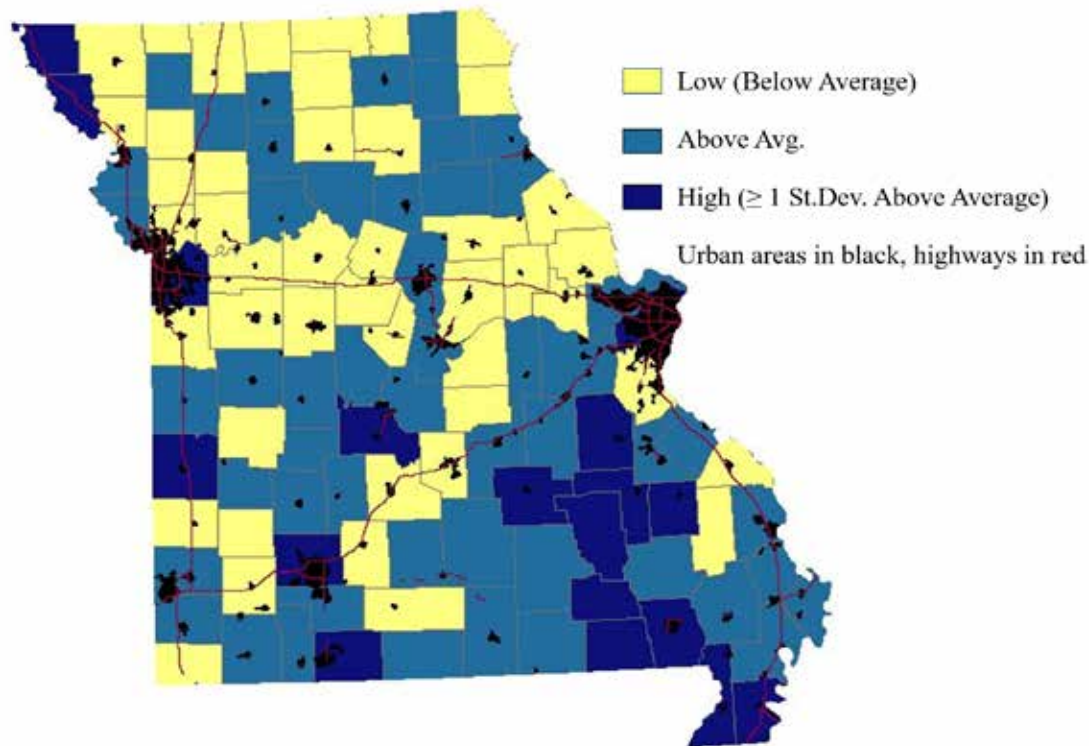 Low (Below Average)
Above Avg.
High (≥ 1 St.Dev. Above Average)
Urban areas in black, highways in red